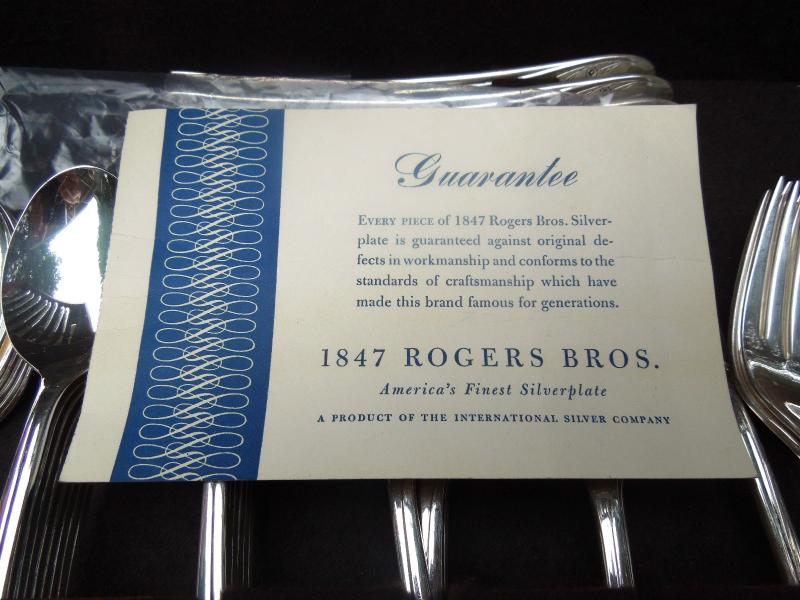 Guarantee
EVERY PIECE of 1847 Rogers Bros. Silver-
plate is guaranteed against original de-
fects in workmanship and conforms to the
standards of craftsmanship which have
made this brand famous for generations.
1847 ROGERS BROS.
America's Finest Silverplate
A PRODUCT OF THE INTERNATIONAL SILVER COMPANY